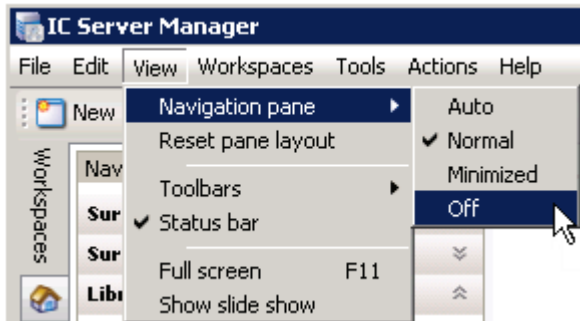 IC Server Manager
File Edit View Workspaces Tools Actions Help
New
Navigation pane
Auto
Reset pane layout
Normal
Minimized
Toolbars
Off
Status bar
Full screen F11
Show slide show
Workspaces
Nav
Sur
Sur
Libr